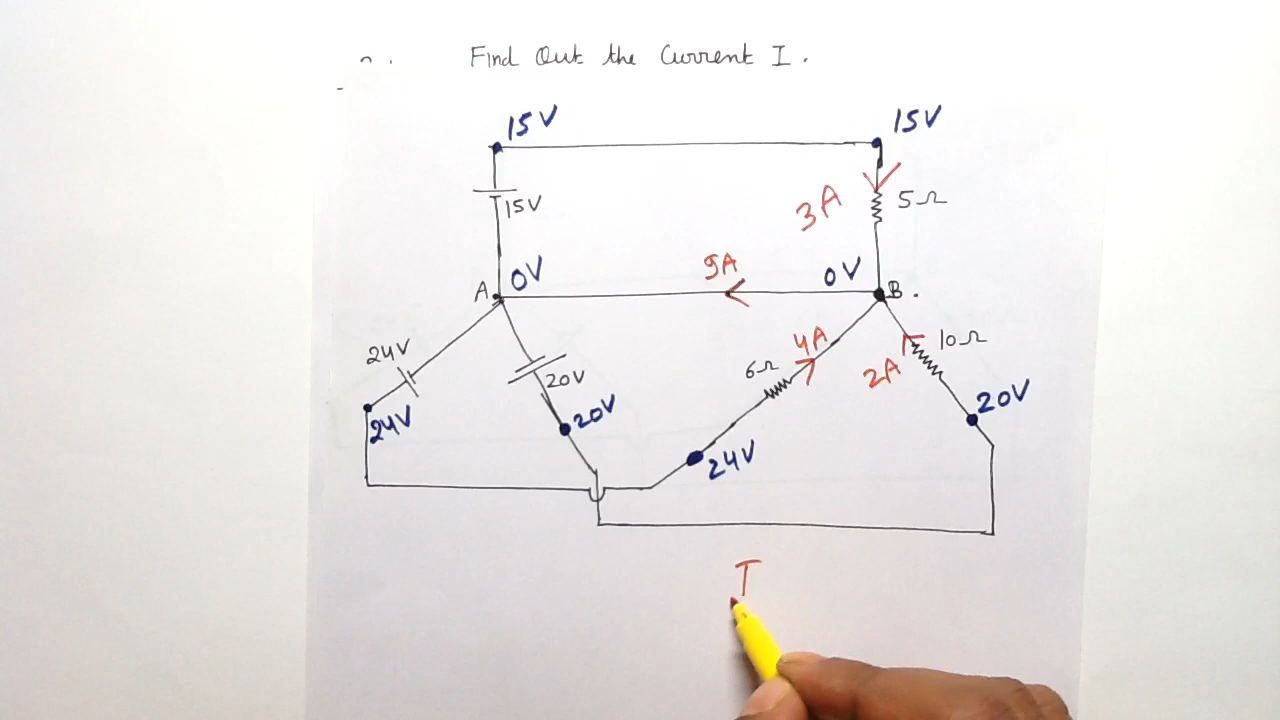 Find Out the Current I.
15V
15V
15V
5Ω
3A
A
0V
9A
0V
B.
24V
24V
20V
20V
6Ω
4A
24V
10Ω
2A
20V
I